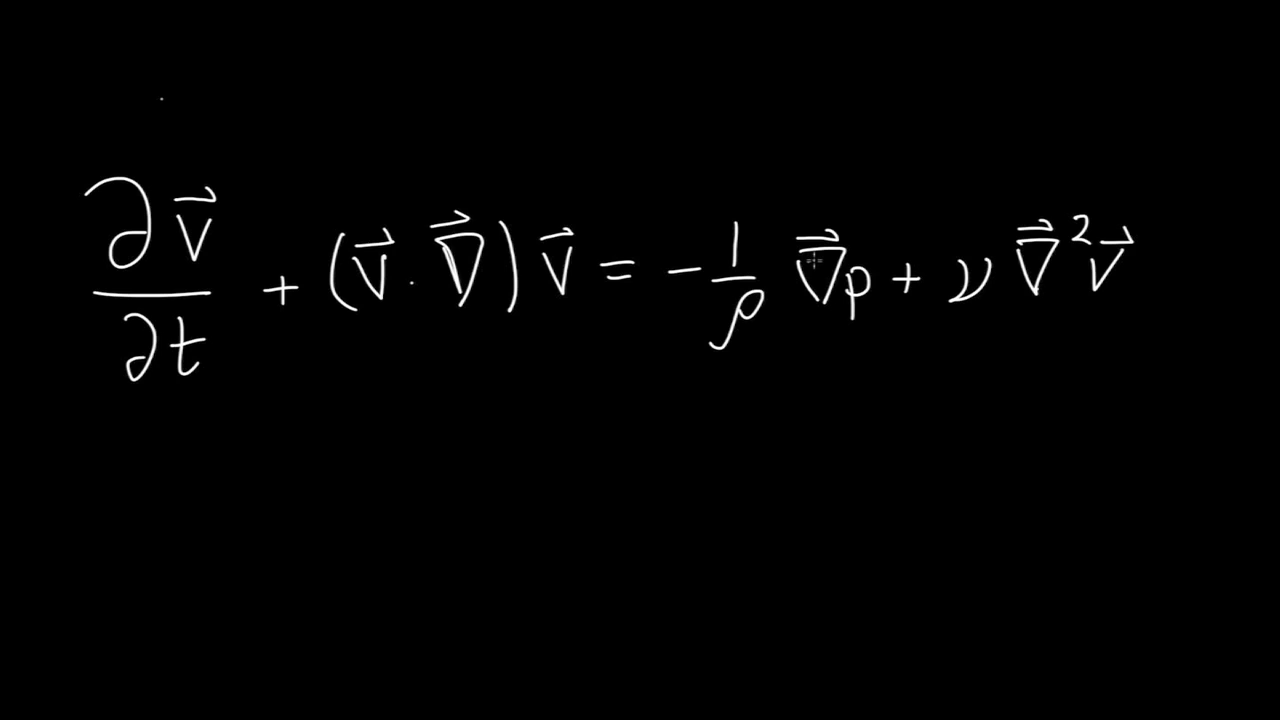 ∂v⃗/∂t + (v⃗ · ∇⃗) v⃗ = - 1/ρ ∇⃗p + ν ∇⃗²v⃗